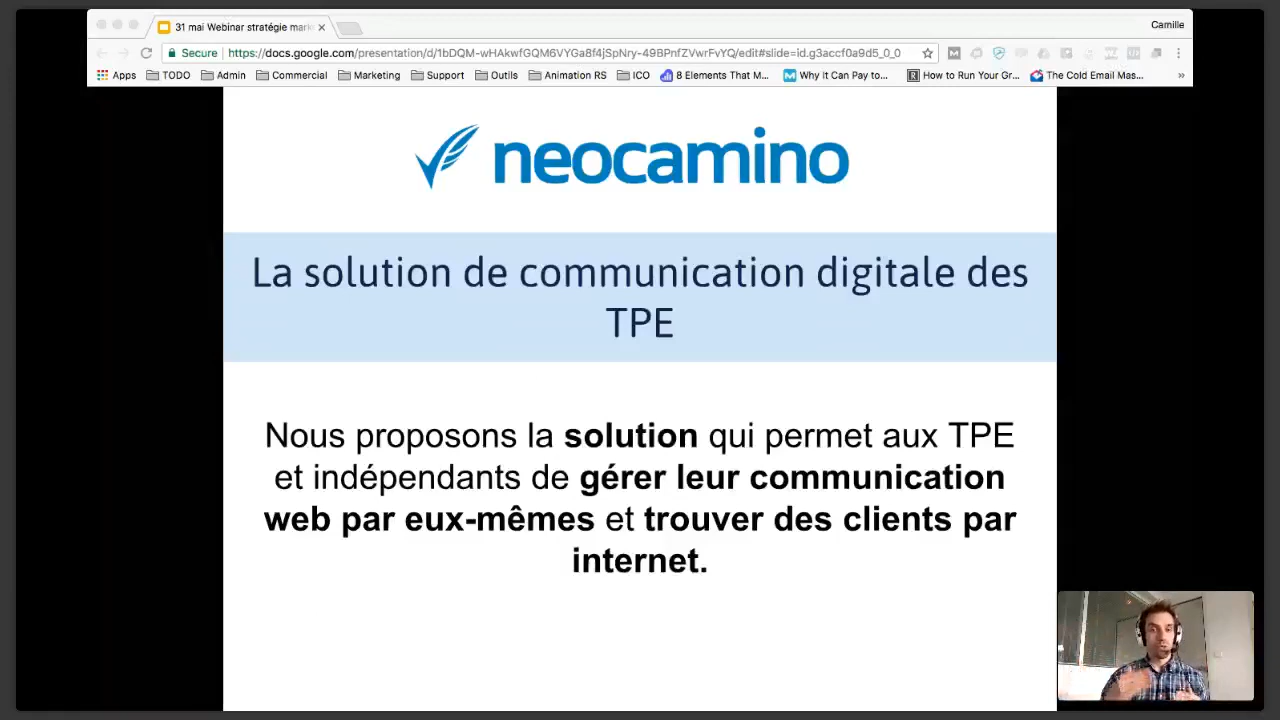 31 mai Webinar stratégie mark
Camille
Secure
https://docs.google.com/presentation/d/1bDQM-wHAkwfGQM6VYGa8f4jSpNry-49BPnfZVwrFvYQ/edit#slide=id.g3accf0a9d5_0_0
Apps TODO Admin Commercial Marketing Support Outils Animation RS ICO 8 Elements That M... Why it Can Pay to... How to Run Your Gr... The Cold Email Mas... »
neocamino
La solution de communication digitale des
TPE
Nous proposons la solution qui permet aux TPE
et indépendants de gérer leur communication
web par eux-mêmes et trouver des clients par
internet.